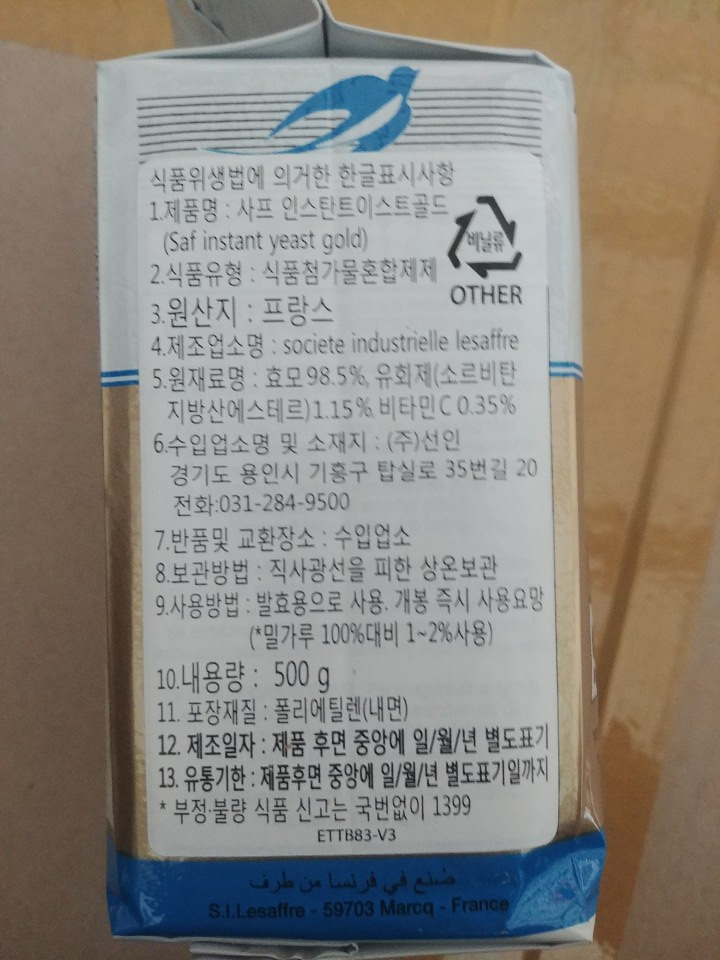 식품위생법에 의거한 한글표시사항
1.제품명 : 사프 인스탄트이스트골드
(Saf instant yeast gold)
비닐류
OTHER
2.식품유형 : 식품첨가물혼합제제
3.원산지 : 프랑스
4.제조업소명 : societe industrielle lesaffre
5.원재료명 : 효모98.5%, 유화제(소르비탄
지방산에스테르)1.15%. 비타민C 0.35%
6.수입업소명 및 소재지 : (주)선인
경기도 용인시 기흥구 탑실로 35번길 20
전화:031-284-9500
7.반품및 교환장소 : 수입업소
8.보관방법 : 직사광선을 피한 상온보관
9.사용방법 : 발효용으로 사용. 개봉 즉시 사용요망
(*밀가루 100%대비 1~2%사용)
10.내용량 : 500 g
11. 포장재질 : 폴리에틸렌(내면)
12. 제조일자 : 제품 후면 중앙에 일/월/년 별도표기
13. 유통기한 : 제품후면 중앙에 일/월/년 별도표기일까지
* 부정·불량 식품 신고는 국번없이 1399
ETTB83-V3
صُنع في فرنسا من طرف
S.I.Lesaffre - 59703 Marcq - France